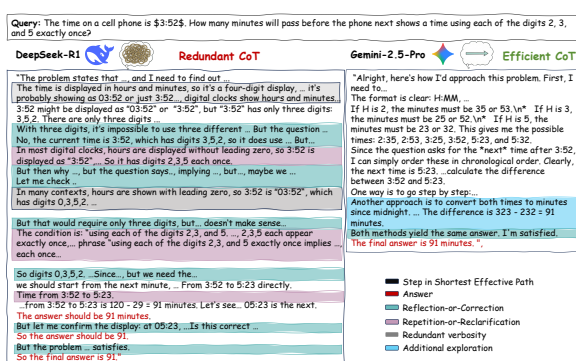 Query: The time on a cell phone is $3:52$. How many minutes will pass before the phone next shows a time using each of the digits 2, 3,
and 5 exactly once?
DeepSeek-R1 Redundant CoT
"The problem states that ..., and I need to find out ...
The time is displayed in hours and minutes, so it's a four-digit display, ... it's
probably showing as 03:52 or just 3:52..., digital clocks show hours and minutes...
3:52 might be displayed as "03:52" or "3:52", but "3:52" has only three digits:
3,5,2. There are only three digits ...
With three digits, it's impossible to use three different ... But the question ...
No, the current time is 3:52, which has digits 3,5,2, so it does use ... But...
In most digital clocks, hours are displayed without leading zero, so 3:52 is
displayed as "3:52",... So it has digits 2,3,5 each once.
But then why ..., but the question says.., implying ..., but..., maybe we ...
Let me check ..
In many contexts, hours are shown with leading zero, so 3:52 is "03:52", which
has digits 0,3,5,2. ..
But that would require only three digits, but... doesn't make sense...
The condition is: "using each of the digits 2,3, and 5. ..., 2,3,5 each appear
exactly once,... phrase "using each of the digits 2,3, and 5 exactly once implies ...,
each once...
So digits 0,3,5,2. ...Since..., but we need the...
we should start from the next minute, ... From 3:52 to 5:23 directly.
Time from 3:52 to 5:23.
...from 3:52 to 5:23 is 120 - 29 = 91 minutes. Let's see... 05:23 is the next.
The answer should be 91 minutes.
But let me confirm the display: at 05:23, ...Is this correct ...
So the answer should be 91.
But the problem ... satisfies.
So the final answer is 91."
Gemini-2.5-Pro Efficient CoT
"Alright, here's how I'd approach this problem. First, I
need to...
The format is clear: H:MM, ...
If H is 2, the minutes must be 35 or 53.\n* If H is 3,
the minutes must be 25 or 52.\n* If H is 5, the
minutes must be 23 or 32. This gives me the possible
times: 2:35, 2:53, 3:25, 3:52, 5:23, and 5:32.
Since the question asks for the *next* time after 3:52,
I can simply order these in chronological order. Clearly,
the next time is 5:23. ...calculate the difference
between 3:52 and 5:23.
One way is to go step by step:...
Another approach is to convert both times to minutes
since midnight. ... The difference is 323 - 232 = 91
minutes.
Both methods yield the same answer. I'm satisfied.
The final answer is 91 minutes. ",
Step in Shortest Effective Path
Answer
Reflection-or-Correction
Repetition-or-Reclarification
Redundant verbosity
Additional exploration